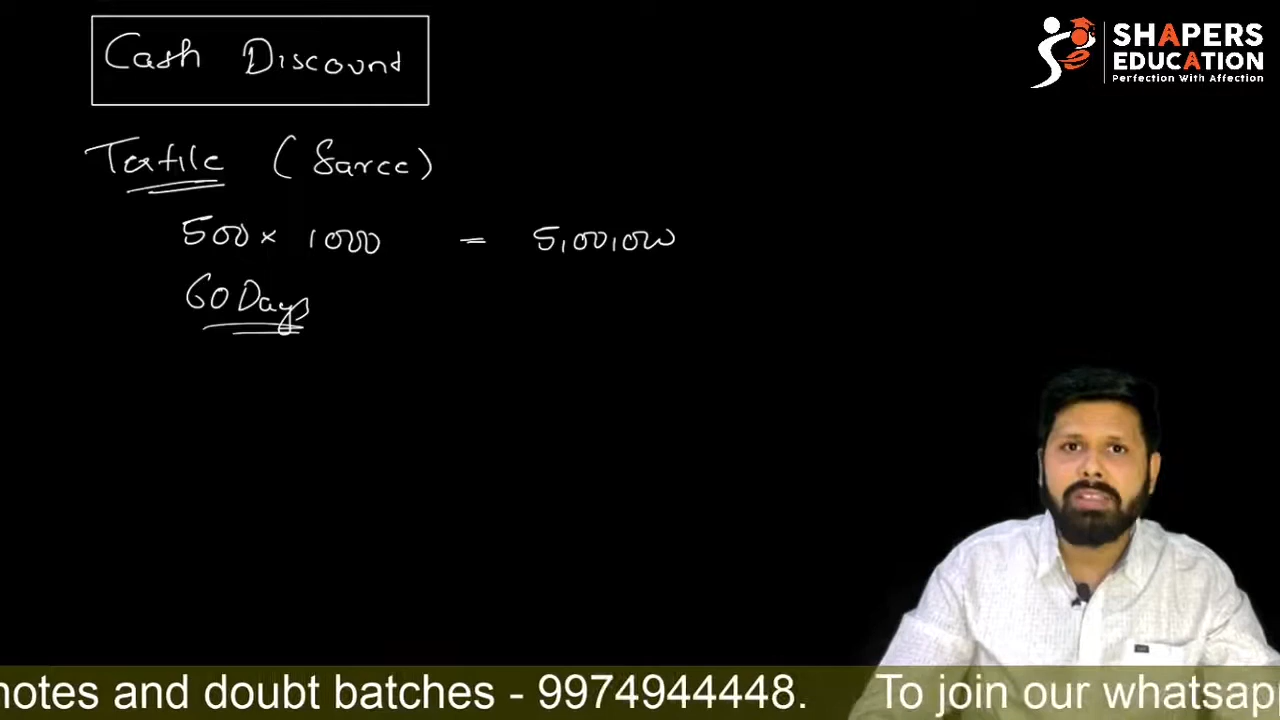 Cash Discount
SHAPERS
EDUCATION
Perfection With Affection
Textile (Saree)
500 × 1000 = 5,00,000
60 Days
notes and doubt batches - 9974944448. To join our whatsapp